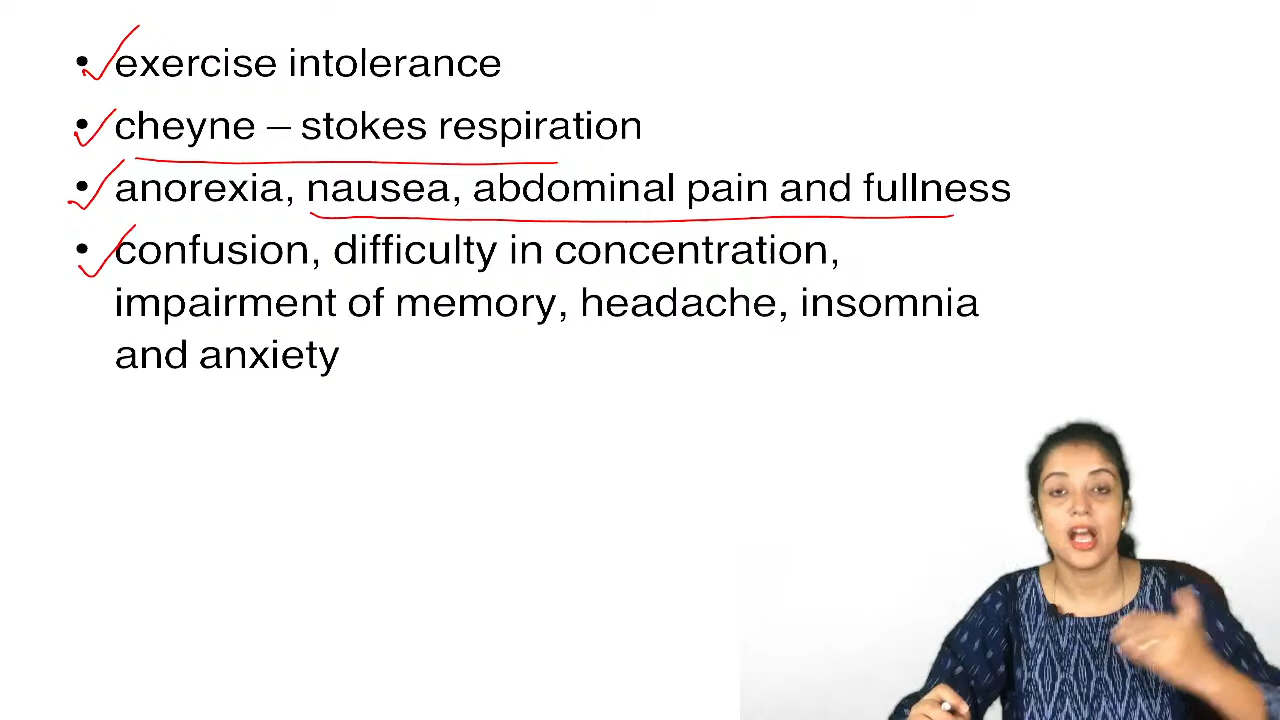 • exercise intolerance
• cheyne – stokes respiration
• anorexia, nausea, abdominal pain and fullness
• confusion, difficulty in concentration,
impairment of memory, headache, insomnia
and anxiety